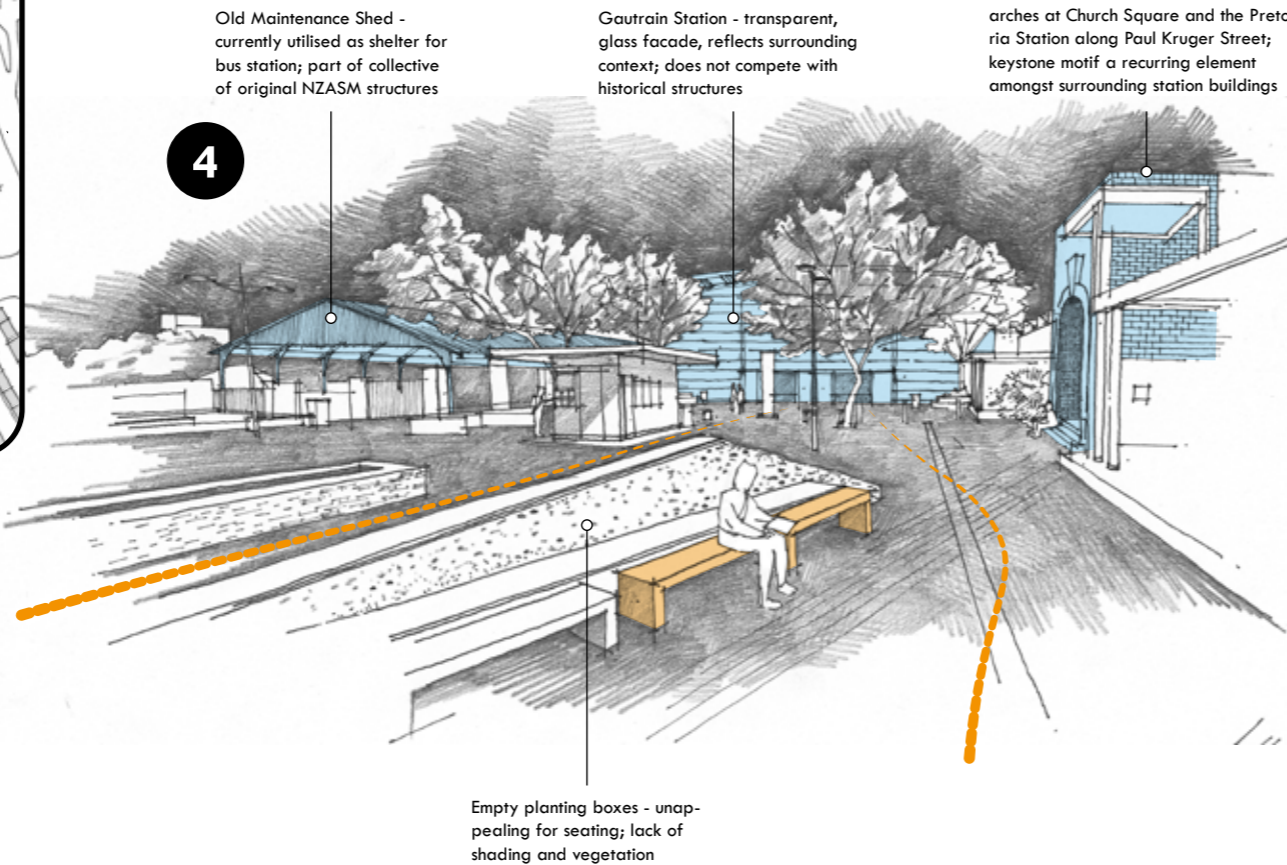 Old Maintenance Shed -
currently utilised as shelter for
bus station; part of collective
of original NZASM structures
Gautrain Station - transparent,
glass facade, reflects surrounding
context; does not compete with
historical structures
arches at Church Square and the Preto
ria Station along Paul Kruger Street;
keystone motif a recurring element
amongst surrounding station buildings
4
Empty planting boxes - unap-
pealing for seating; lack of
shading and vegetation